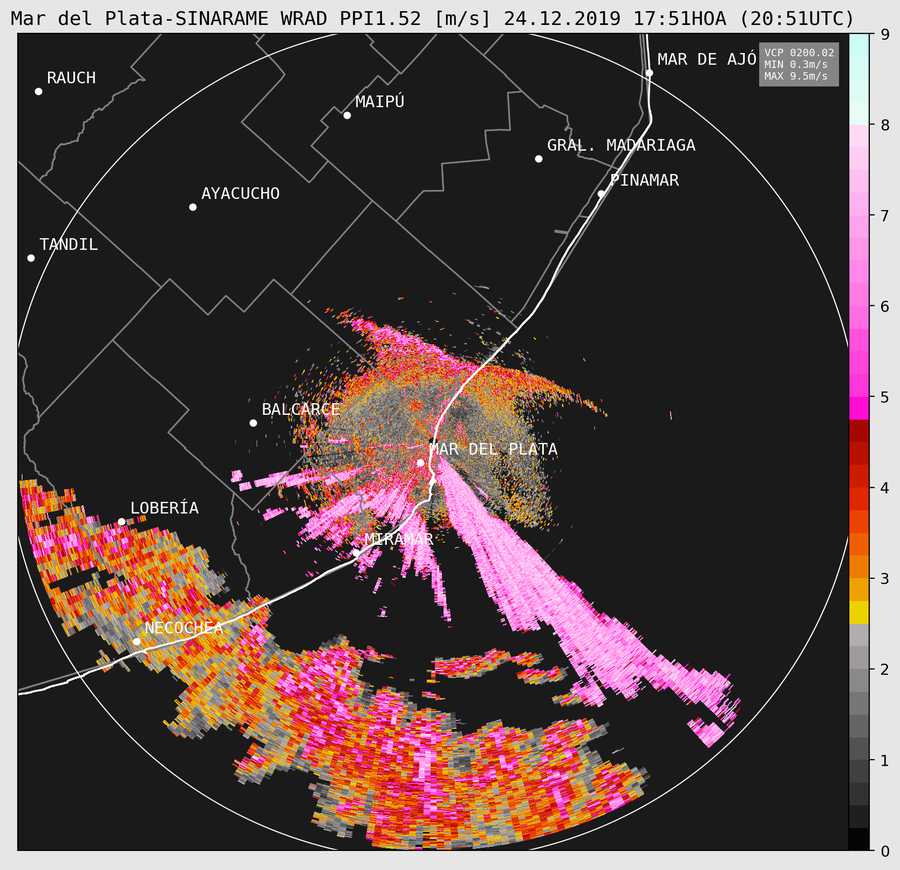 Mar del Plata-SINARAME WRAD PPI1.52 [m/s] 24.12.2019 17:51HOA (20:51UTC)
VCP 0200.02
MIN 0.3m/s
MAX 9.5m/s
MAR DE AJÓ
RAUCH
MAIPÚ
GRAL. MADARIAGA
PINAMAR
AYACUCHO
TANDIL
BALCARCE
MAR DEL PLATA
LOBERÍA
MIRAMAR
NECOCHEA
9
8
7
6
5
4
3
2
1
0